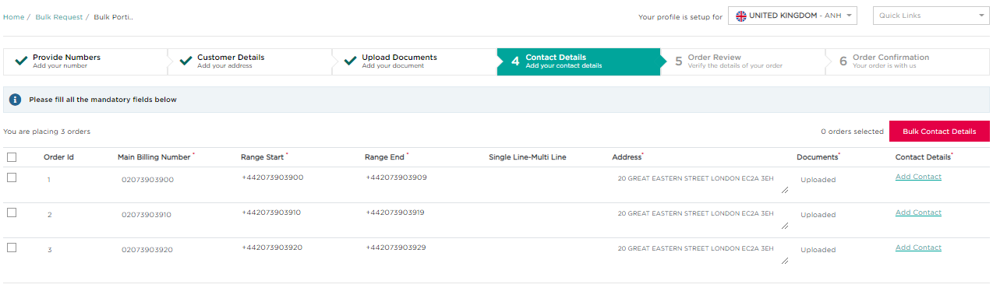 Home / Bulk Request / Bulk Porti..
Your profile is setup for UNITED KINGDOM - ANH Quick Links
Provide Numbers
Add your number
Customer Details
Add your address
Upload Documents
Add your document
4 Contact Details
Add your contact details
5 Order Review
Verify the details of your order
6 Order Confirmation
Your order is with us
Please fill all the mandatory fields below
You are placing 3 orders 0 orders selected Bulk Contact Details
Order Id Main Billing Number * Range Start * Range End * Single Line-Multi Line Address* Documents* Contact Details*
1 02073903900 +442073903900 +442073903909 20 GREAT EASTERN STREET LONDON EC2A 3EH Uploaded Add Contact
2 02073903910 +442073903910 +442073903919 20 GREAT EASTERN STREET LONDON EC2A 3EH Uploaded Add Contact
3 02073903920 +442073903920 +442073903929 20 GREAT EASTERN STREET LONDON EC2A 3EH Uploaded Add Contact